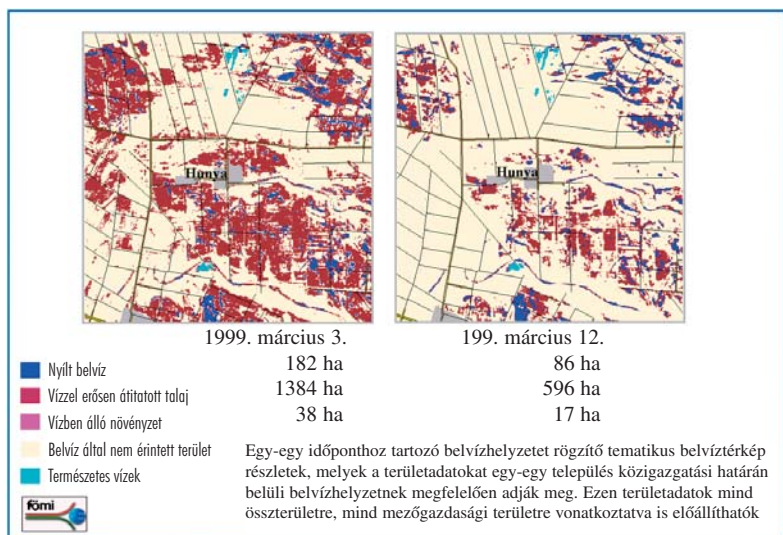 Hunya
Hunya
1999. március 3.
199. március 12.
Nyílt belvíz
182 ha
86 ha
Vízzel erősen átitatott talaj
1384 ha
596 ha
Vízben álló növényzet
38 ha
17 ha
Belvíz által nem érintett terület
Természetes vízek
Egy-egy időponthoz tartozó belvízhelyzetet rögzítő tematikus belvíztérkép
részletek, melyek a területadatokat egy-egy település közigazgatási határán
belüli belvízhelyzetnek megfelelően adják meg. Ezen területadatok mind
összterületre, mind mezőgazdasági területre vonatkoztatva is előállíthatók
fömi